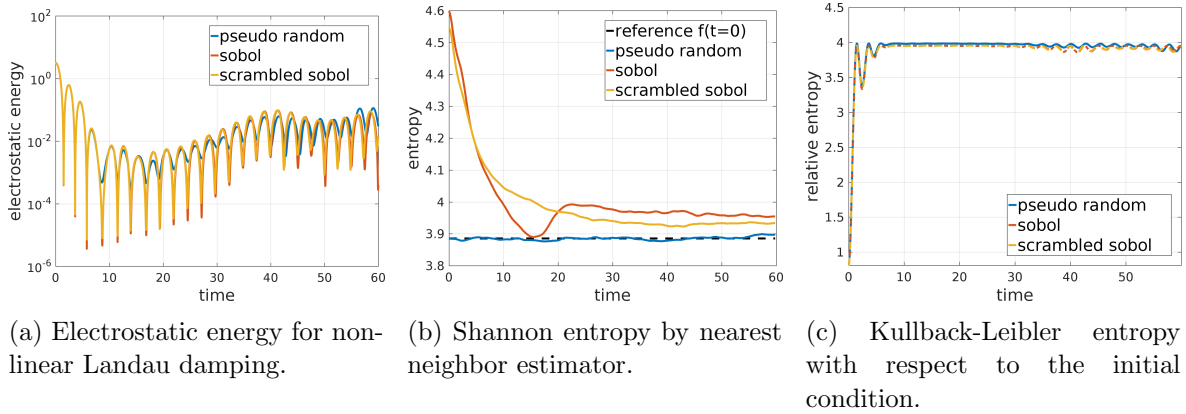 10^2
10^0
10^-2
10^-4
10^-6
electrostatic energy
pseudo random
sobol
scrambled sobol
0 10 20 30 40 50 60
time
4.6
4.5
4.4
4.3
4.2
4.1
4
3.9
3.8
entropy
reference f(t=0)
pseudo random
sobol
scrambled sobol
0 10 20 30 40 50 60
time
4.5
4
3.5
3
2.5
2
1.5
1
relative entropy
pseudo random
sobol
scrambled sobol
0 10 20 30 40 50
time
(a) Electrostatic energy for non-
linear Landau damping.
(b) Shannon entropy by nearest
neighbor estimator.
(c) Kullback-Leibler entropy
with respect to the initial
condition.